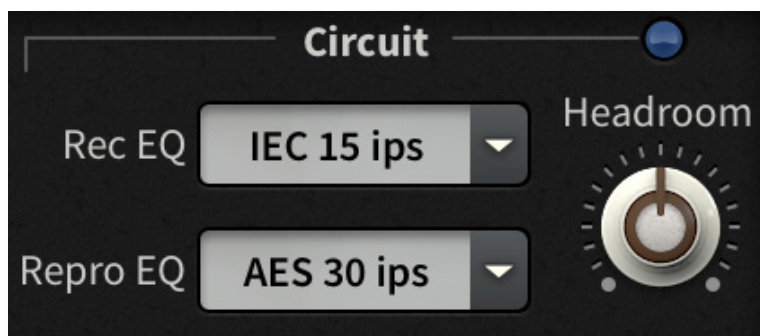 Circuit
Headroom
Rec EQ IEC 15 ips
Repro EQ AES 30 ips